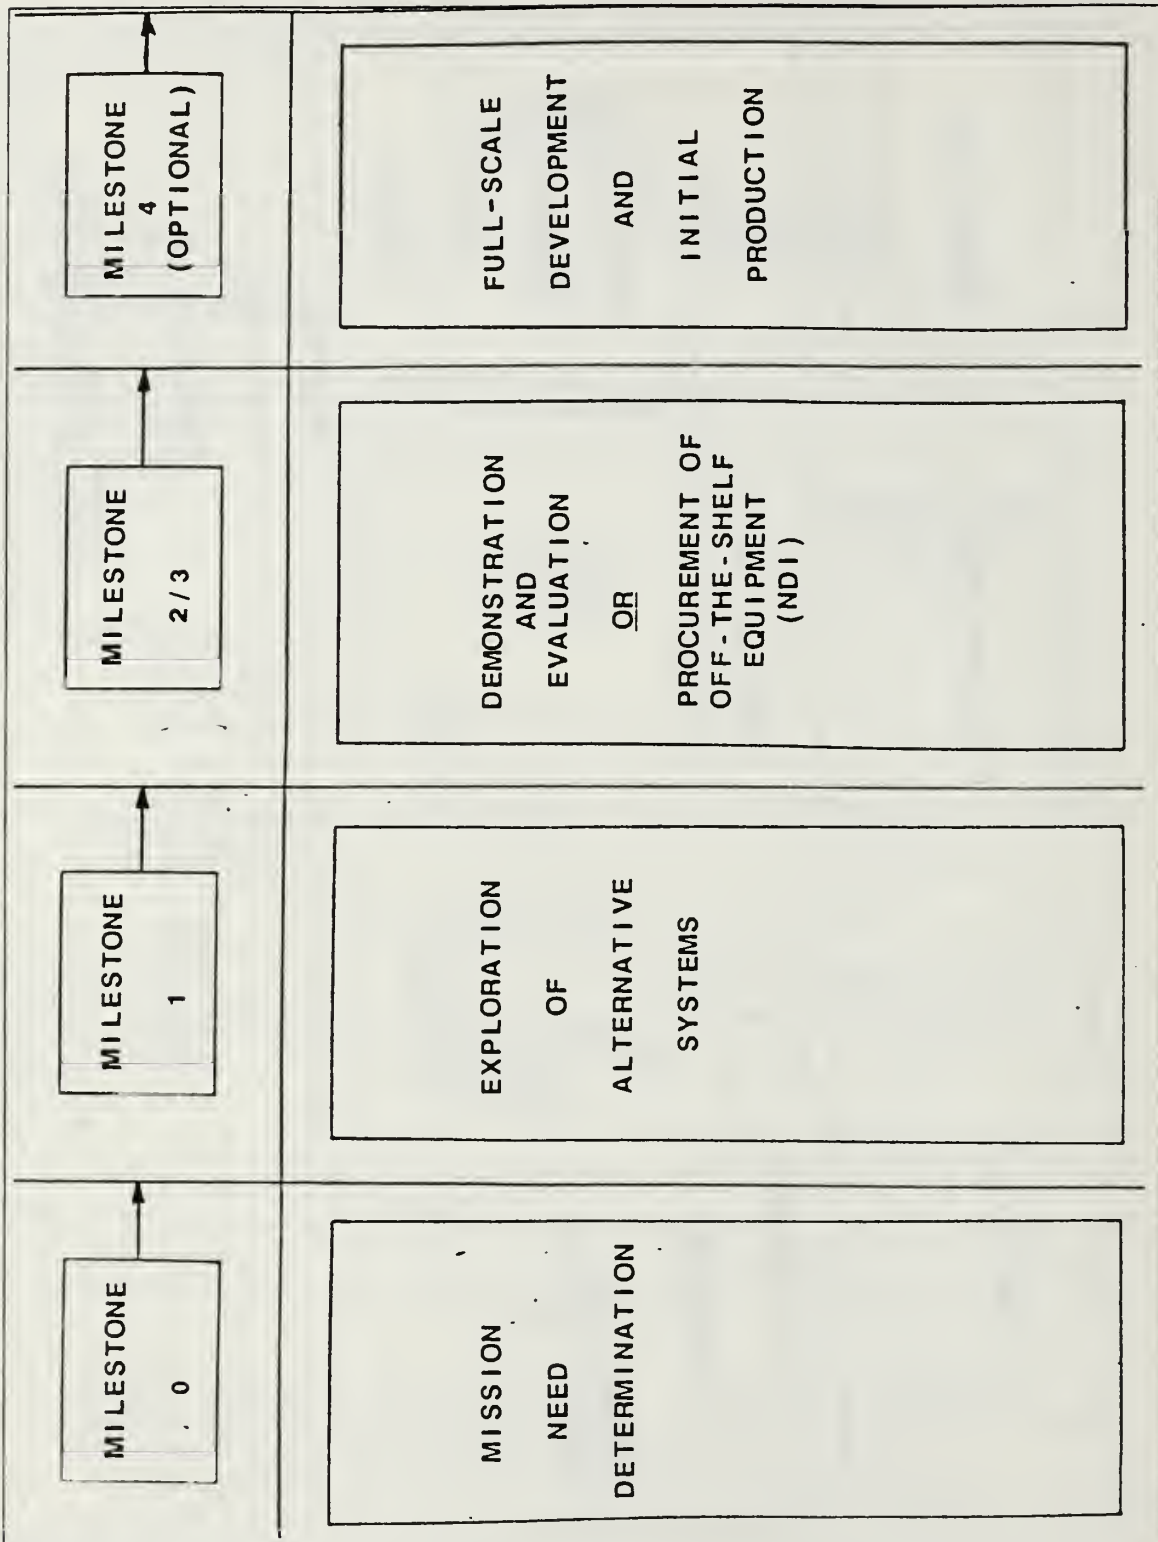 MILESTONE
0
MILESTONE
1
MILESTONE
2/3
MILESTONE
4
(OPTIONAL)
MISSION
NEED
DETERMINATION
EXPLORATION
OF
ALTERNATIVE
SYSTEMS
DEMONSTRATION
AND
EVALUATION
OR
PROCUREMENT OF
OFF-THE-SHELF
EQUIPMENT
(NDI)
FULL-SCALE
DEVELOPMENT
AND
INITIAL
PRODUCTION